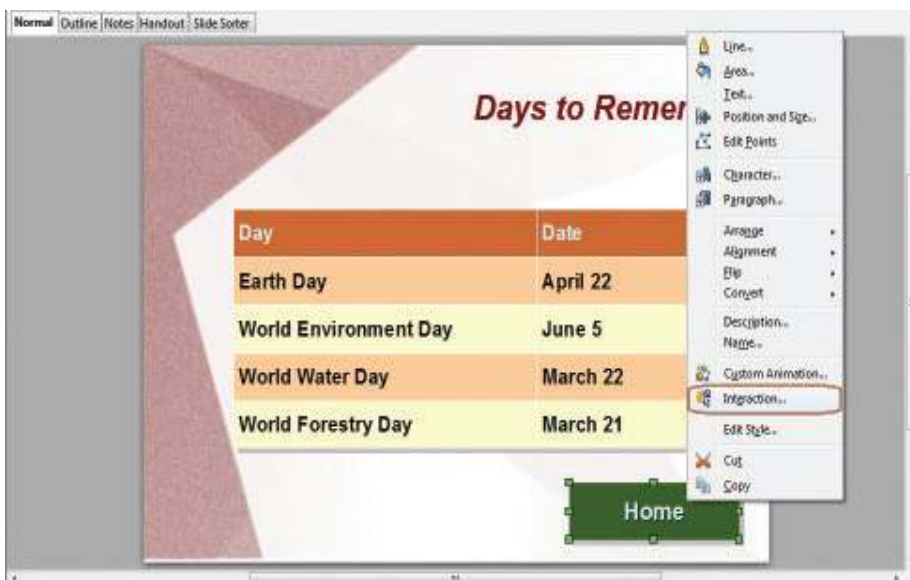 Normal Outline Notes Handout Slide Sorter
Days to Remem
Day Date
Earth Day April 22
World Environment Day June 5
World Water Day March 22
World Forestry Day March 21
Home
Line...
Area...
Text...
Position and Size...
Edit Points
Character...
Paragraph...
Arrange
Alignment
Flip
Convert
Description...
Name...
Custom Animation...
Interaction...
Edit Style...
Cut
Copy